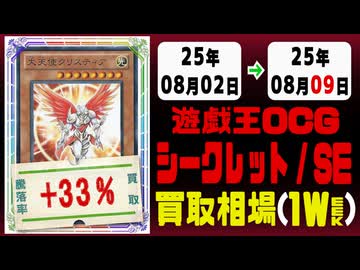 大天使クリスティア
騰落率
+33%
買取
25年
08月02日
25年
08月09日
遊戯王OCG
シークレット/SE
買取相場(1WEEK)